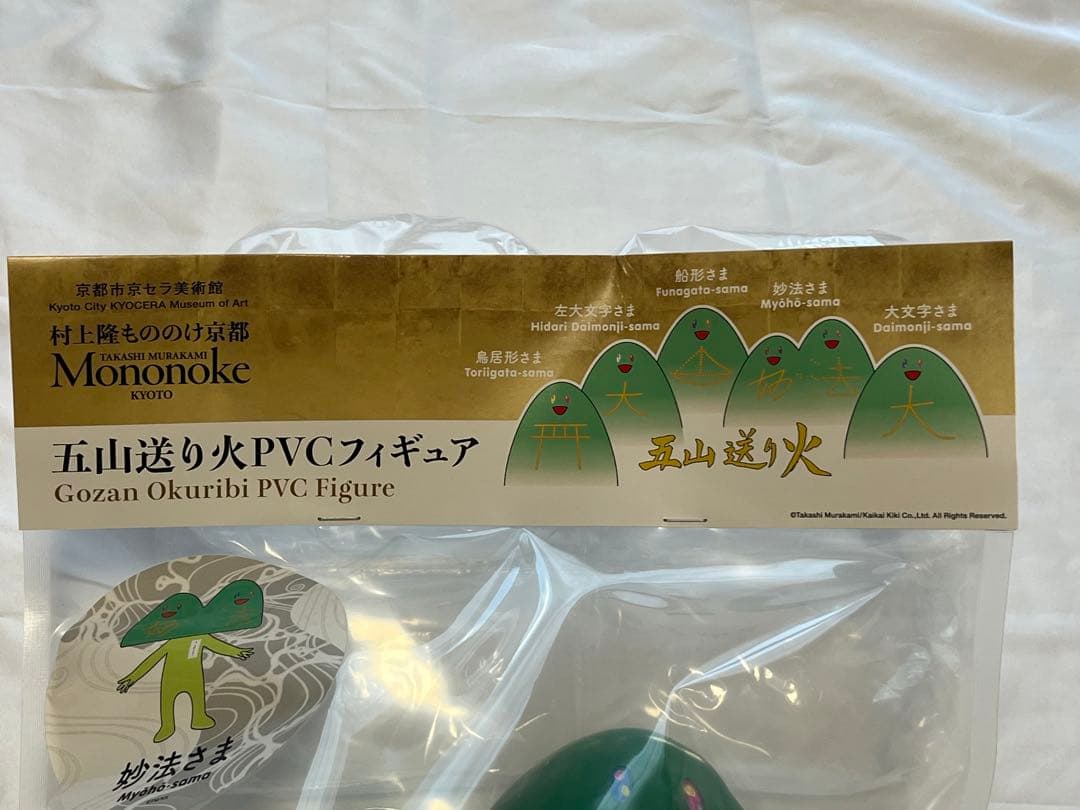 京都市京セラ美術館
Kyoto City KYOCERA Museum of Art
村上隆もののけ京都
TAKASHI MURAKAMI
Mononoke
KYOTO
五山送り火PVCフィギュア
Gozan Okuribi PVC Figure
鳥居形さま
Toriigata-sama
左大文字さま
Hidari Daimonji-sama
船形さま
Funagata-sama
妙法さま
Myōhō-sama
大文字さま
Daimonji-sama
大
妙 法
大
五山送り火
©Takashi Murakami/Kaikai Kiki Co.,Ltd. All Rights Reserved.
妙法さま
Myōhō-sama